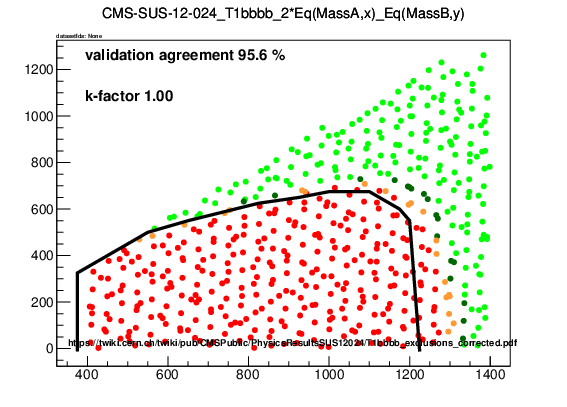 CMS-SUS-12-024_T1bbbb_2*Eq(MassA,x)_Eq(MassB,y)
datasetIds: None
validation agreement 95.6 %
k-factor 1.00
1200
1000
800
600
400
200
0
https://twiki.cern.ch/twiki/pub/CMSPublic/PhysicsResultsSUS12024/T1bbbb_exclusions_corrected.pdf
400 600 800 1000 1200 1400